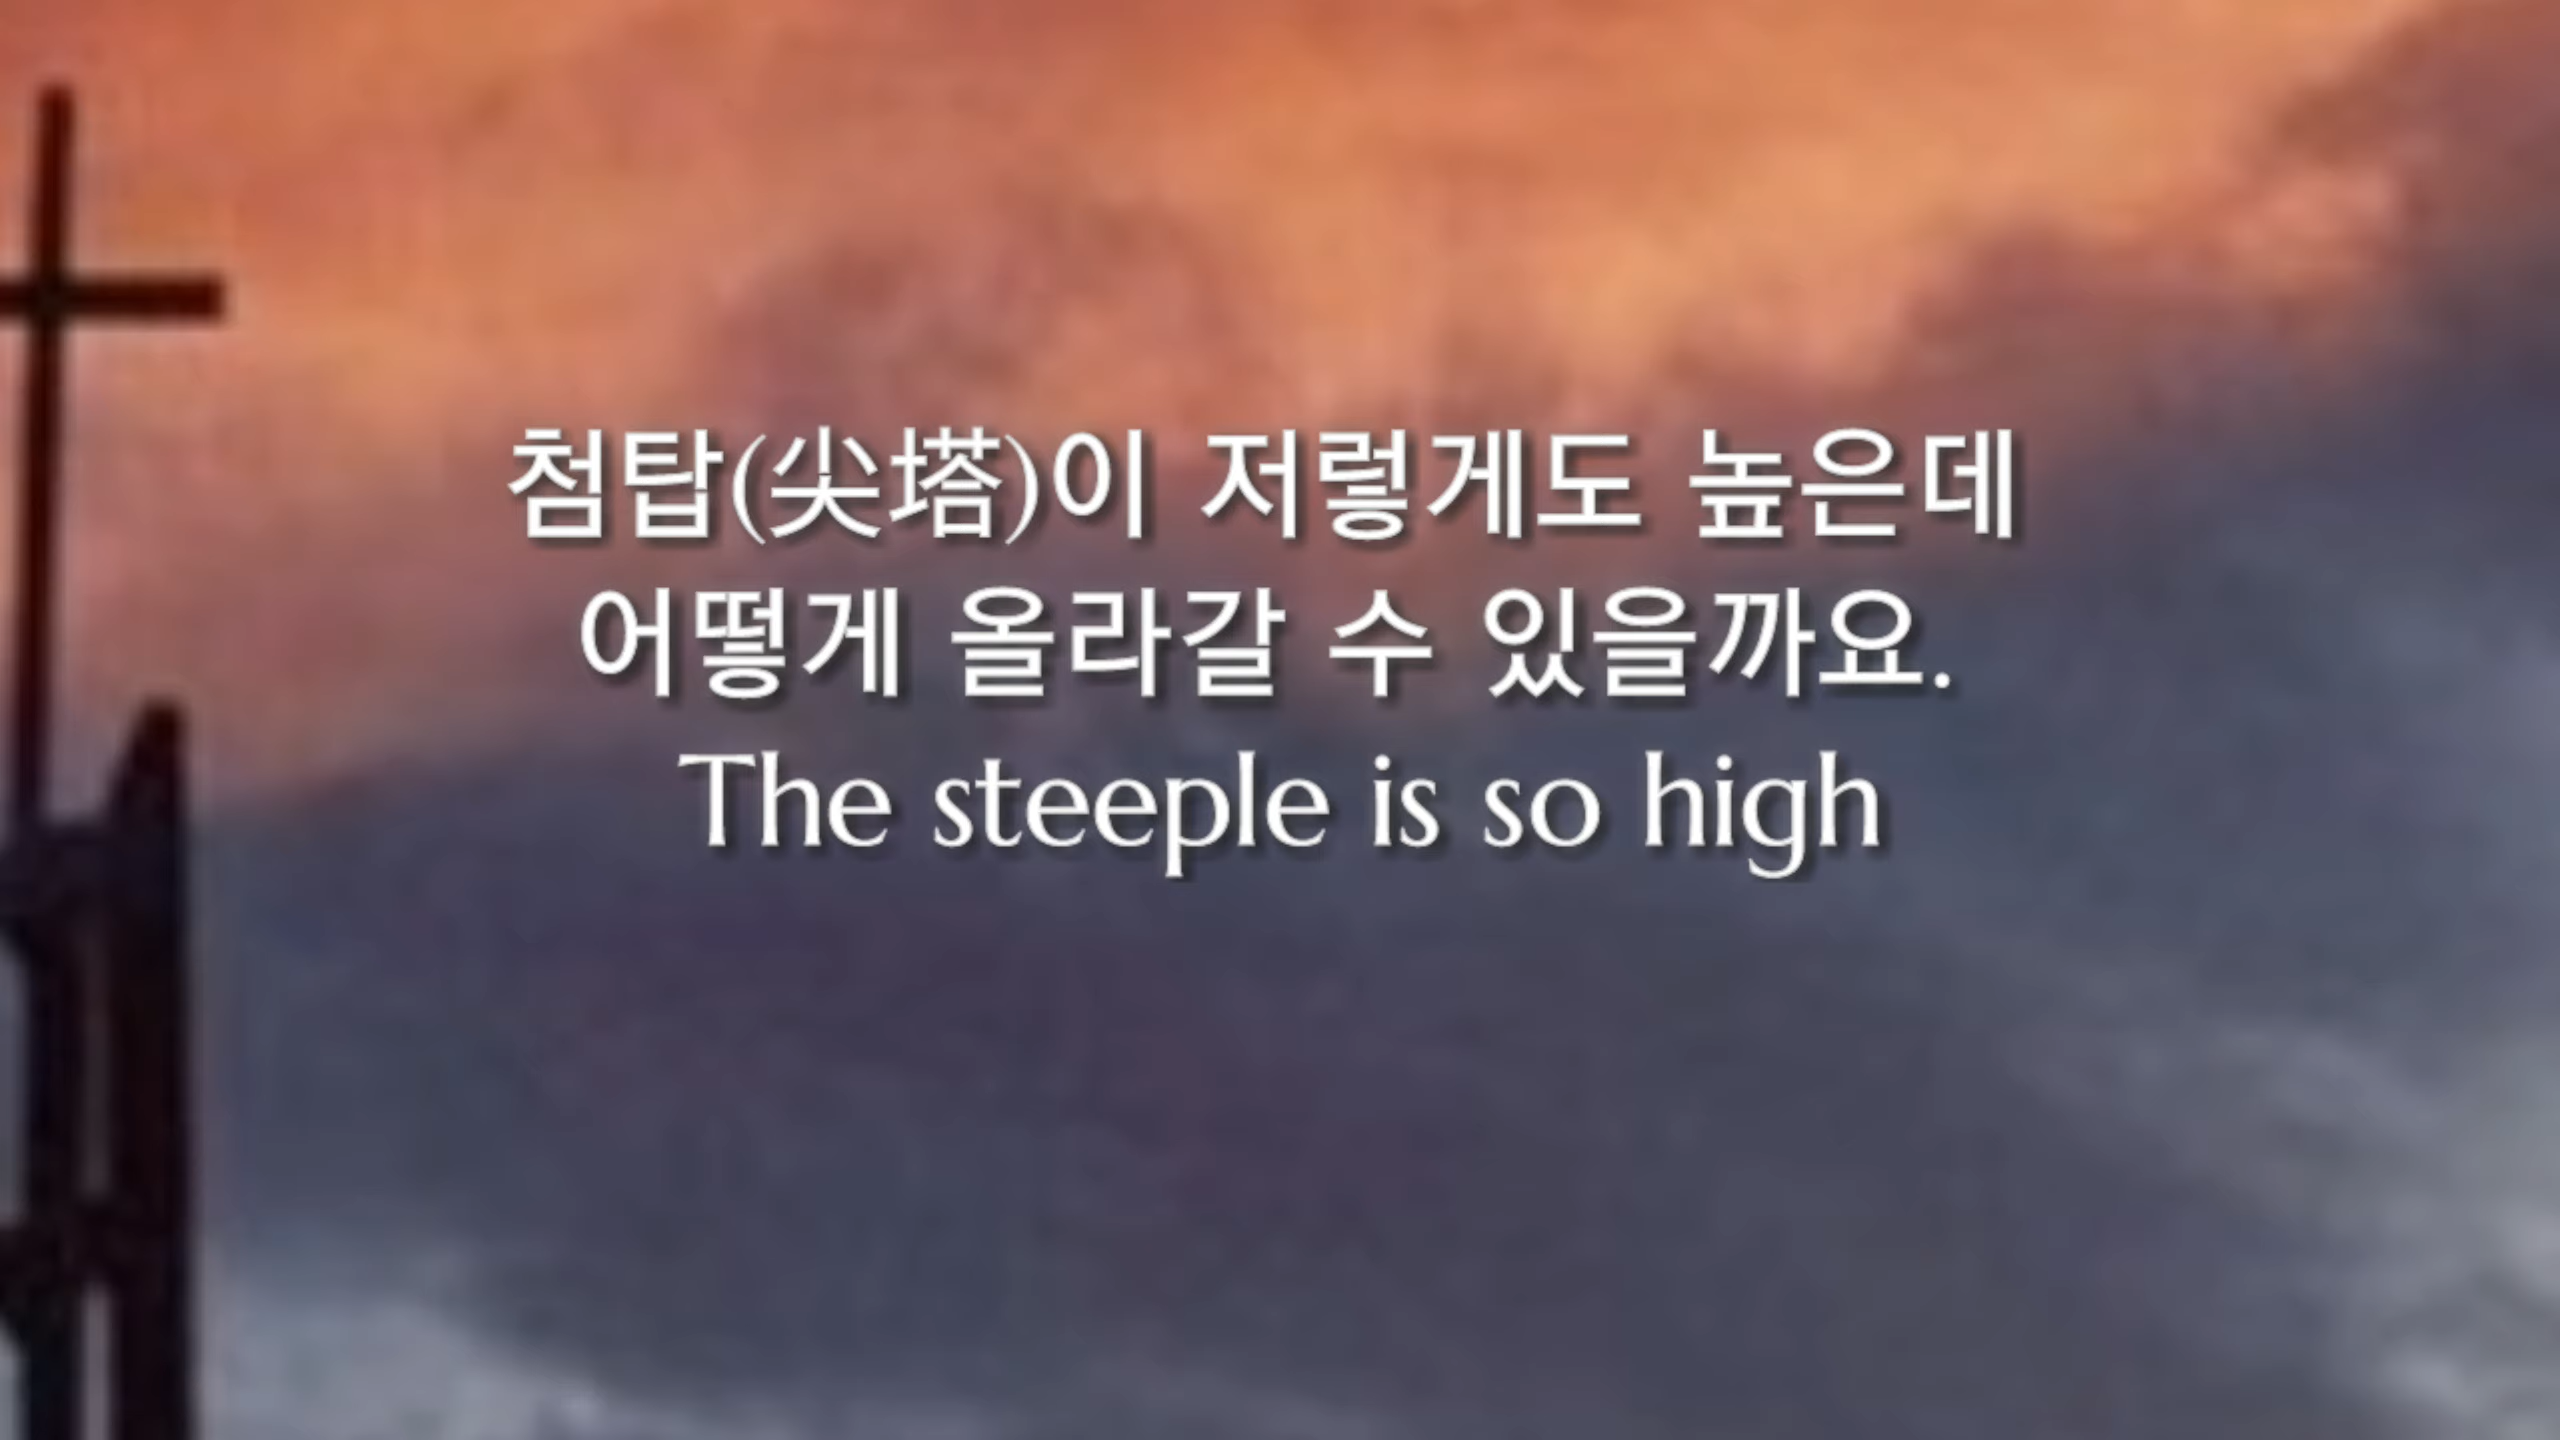 첨탑(尖塔)이 저렇게도 높은데
어떻게 올라갈 수 있을까요.
The steeple is so high